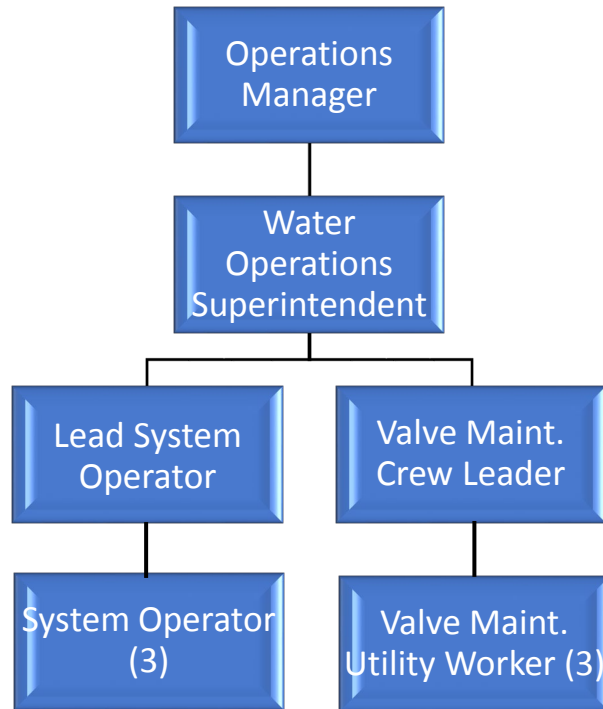 Operations
Manager
Water
Operations
Superintendent
Lead System
Operator
Valve Maint.
Crew Leader
System Operator
(3)
Valve Maint.
Utility Worker (3)